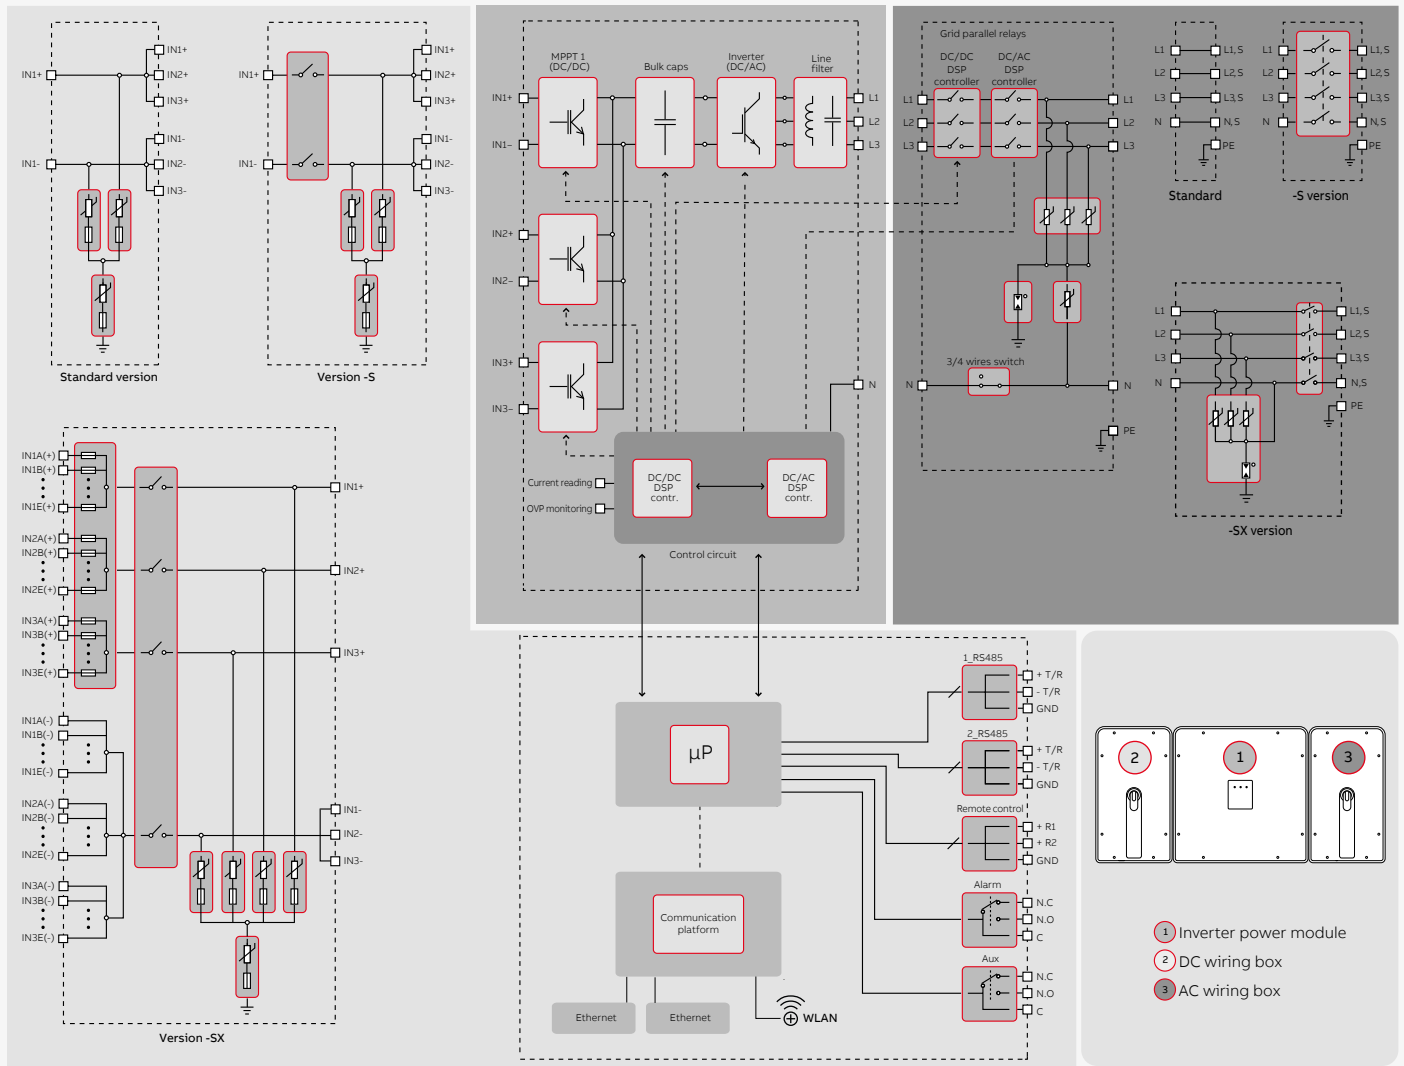 IN1+
IN1+
IN2+
IN3+
IN1-
IN1-
IN2-
IN3-
Standard version
IN1+
IN1+
IN2+
IN3+
IN1-
IN1-
IN2-
IN3-
Version -S
IN1A(+)
IN1B(+)
IN1E(+)
IN2A(+)
IN2B(+)
IN2E(+)
IN3A(+)
IN3B(+)
IN3E(+)
IN1A(-)
IN1B(-)
IN1E(-)
IN2A(-)
IN2B(-)
IN2E(-)
IN3A(-)
IN3B(-)
IN3E(-)
IN1+
IN2+
IN3+
IN1-
IN2-
IN3-
Version -SX
MPPT 1
(DC/DC)
Bulk caps
Inverter
(DC/AC)
Line
filter
IN1+
IN1–
IN2+
IN2–
IN3+
IN3–
L1
L2
L3
N
Current reading
OVP monitoring
DC/DC
DSP
contr.
DC/AC
DSP
contr.
Control circuit
Grid parallel relays
DC/DC
DSP
controller
DC/AC
DSP
controller
L1
L2
L3
L1
L2
L3
3/4 wires switch
N
N
PE
L1
L2
L3
N
L1, S
L2, S
L3, S
N, S
PE
Standard
L1
L2
L3
N
L1, S
L2, S
L3, S
N, S
PE
-S version
L1
L2
L3
N
L1, S
L2, S
L3, S
N,S
PE
-SX version
µP
Communication
platform
Ethernet
Ethernet
WLAN
1_RS485
+ T/R
- T/R
GND
2_RS485
+ T/R
- T/R
GND
Remote control
+ R1
+ R2
GND
Alarm
N.C
N.O
C
Aux
N.C
N.O
C
2
1
3
1 Inverter power module
2 DC wiring box
3 AC wiring box